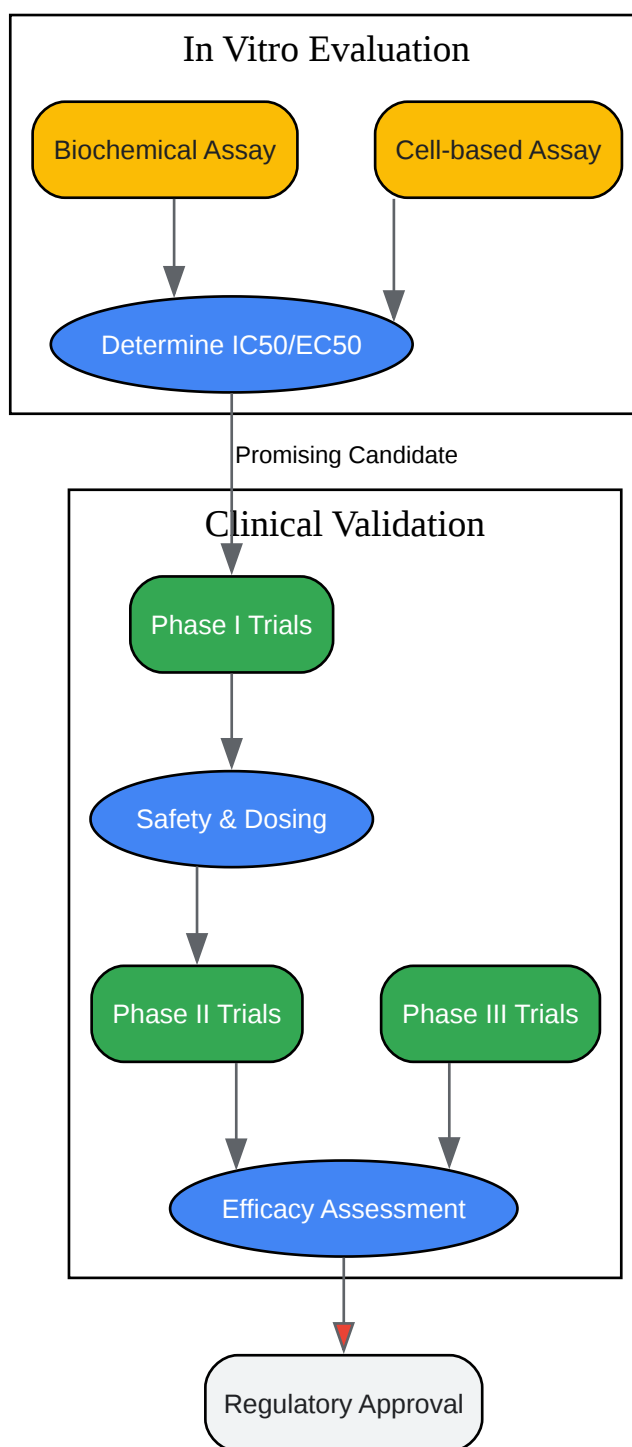 In Vitro Evaluation
Biochemical Assay
Cell-based Assay
Determine IC50/EC50
Promising Candidate
Clinical Validation
Phase I Trials
Safety & Dosing
Phase II Trials
Phase III Trials
Efficacy Assessment
Regulatory Approval